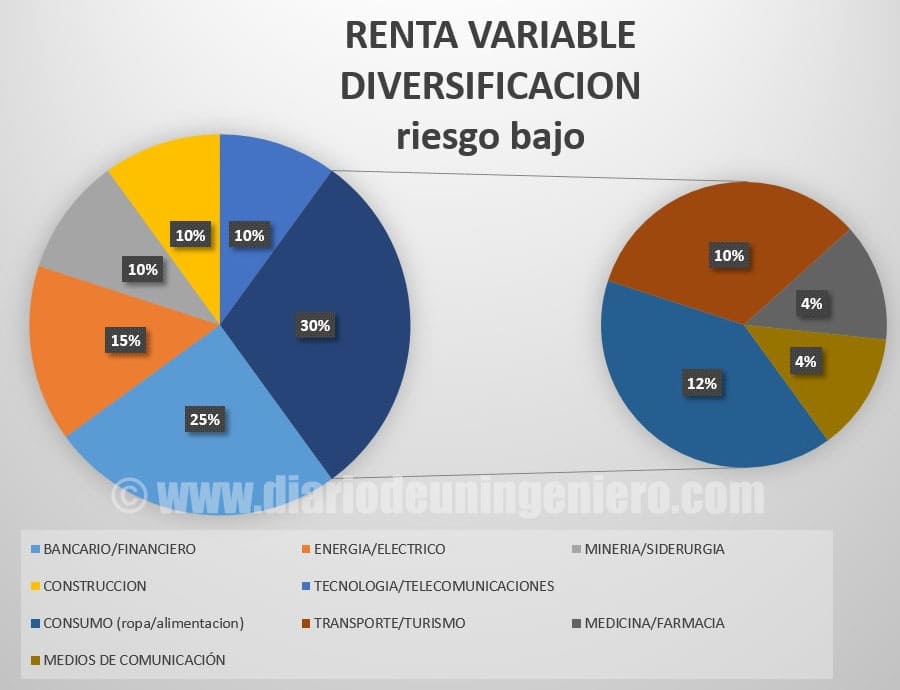 RENTA VARIABLE
DIVERSIFICACION
riesgo bajo
10%
10%
10%
30%
15%
25%
10%
4%
4%
12%
© www.diariodeuningeniero.com
BANCARIO/FINANCIERO
ENERGIA/ELECTRICO
MINERIA/SIDERURGIA
CONSTRUCCION
TECNOLOGIA/TELECOMUNICACIONES
CONSUMO (ropa/alimentacion)
TRANSPORTE/TURISMO
MEDICINA/FARMACIA
MEDIOS DE COMUNICACIÓN